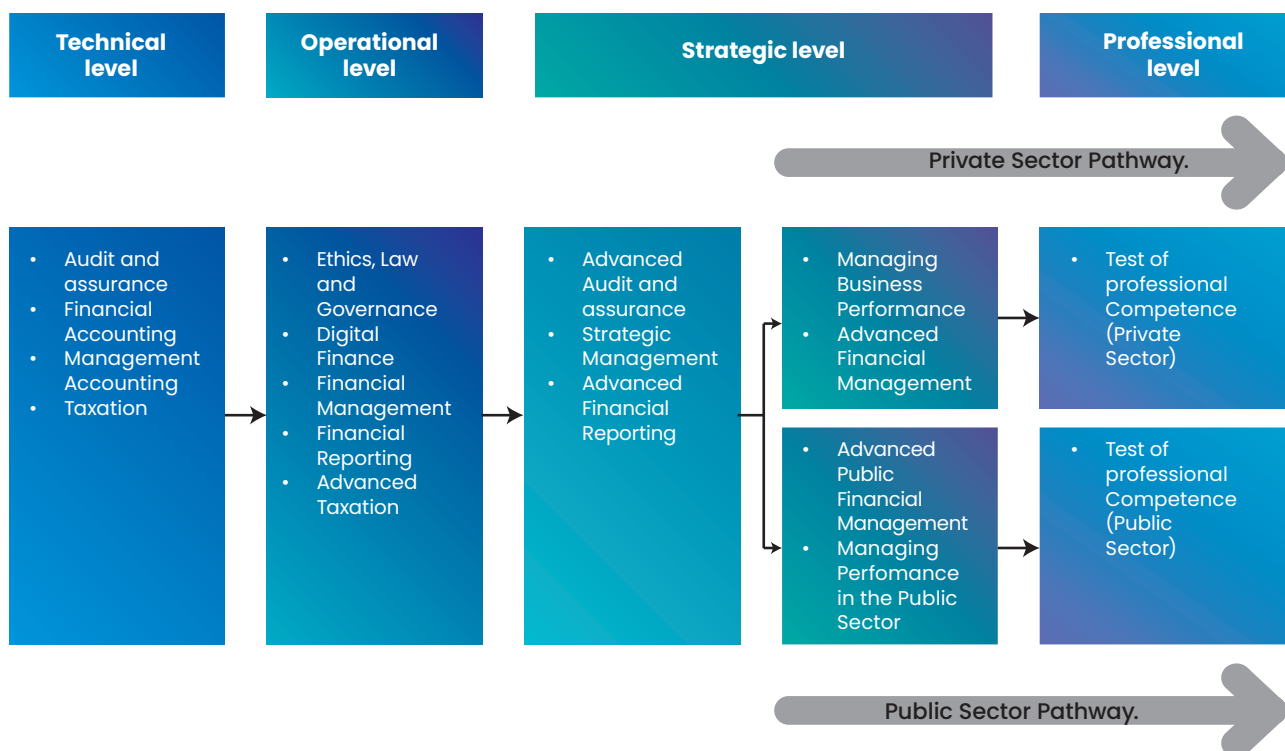 Technical
level
Operational
level
Strategic level
Professional
level
Private Sector Pathway.
• Audit and
assurance
• Financial
Accounting
• Management
Accounting
• Taxation
• Ethics, Law
and
Governance
• Digital
Finance
• Financial
Management
• Financial
Reporting
• Advanced
Taxation
• Advanced
Audit and
assurance
• Strategic
Management
• Advanced
Financial
Reporting
• Managing
Business
Performance
• Advanced
Financial
Management
• Test of
professional
Competence
(Private
Sector)
• Advanced
Public
Financial
Management
• Managing
Perfomance
in the Public
Sector
• Test of
professional
Competence
(Public
Sector)
Public Sector Pathway.